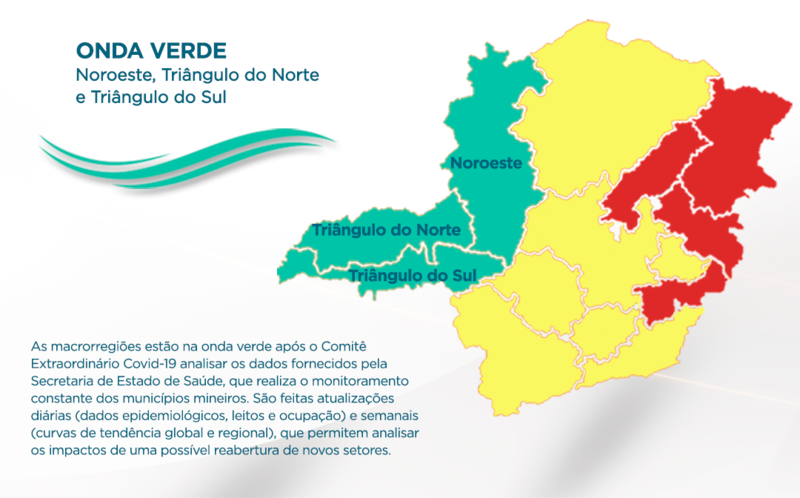 ONDA VERDE
Noroeste, Triângulo do Norte
e Triângulo do Sul
Noroeste
Triângulo do Norte
Triângulo do Sul
As macrorregiões estão na onda verde após o Comitê
Extraordinário Covid-19 analisar os dados fornecidos pela
Secretaria de Estado de Saúde, que realiza o monitoramento
constante dos municípios mineiros. São feitas atualizações
diárias (dados epidemiológicos, leitos e ocupação) e semanais
(curvas de tendência global e regional), que permitem analisar
os impactos de uma possível reabertura de novos setores.